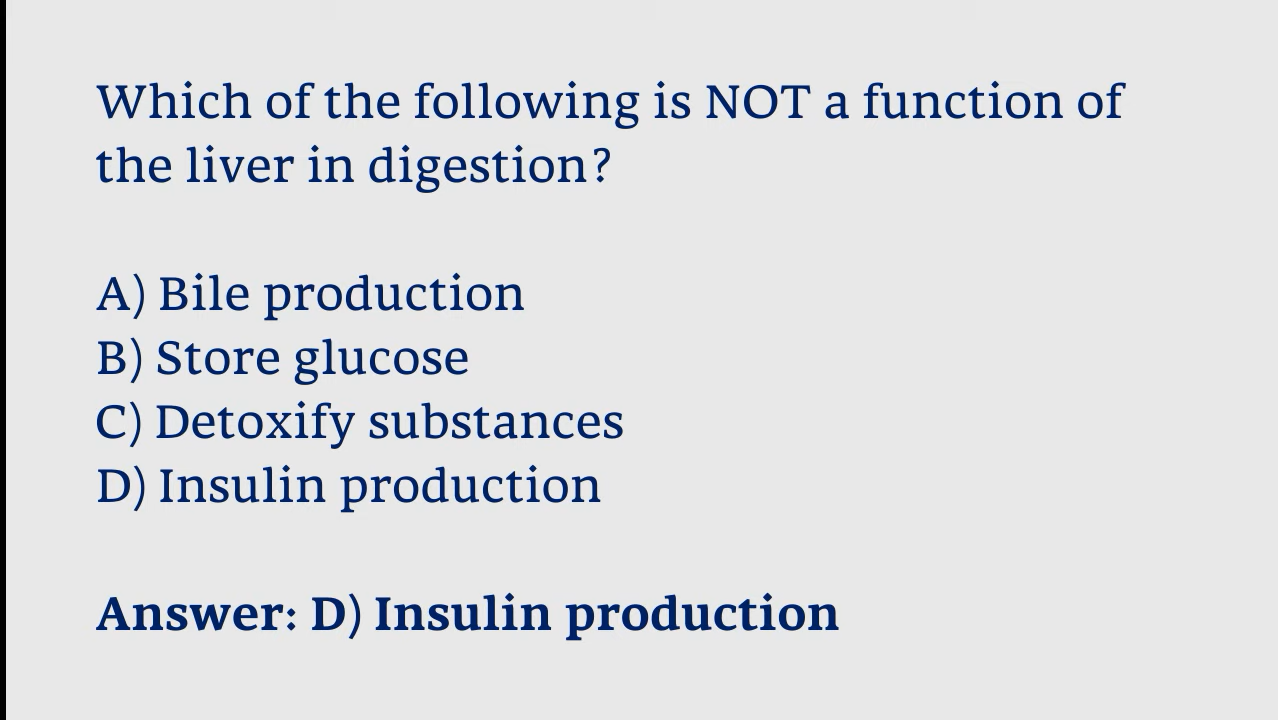 Which of the following is NOT a function of
the liver in digestion?
A) Bile production
B) Store glucose
C) Detoxify substances
D) Insulin production
Answer: D) Insulin production